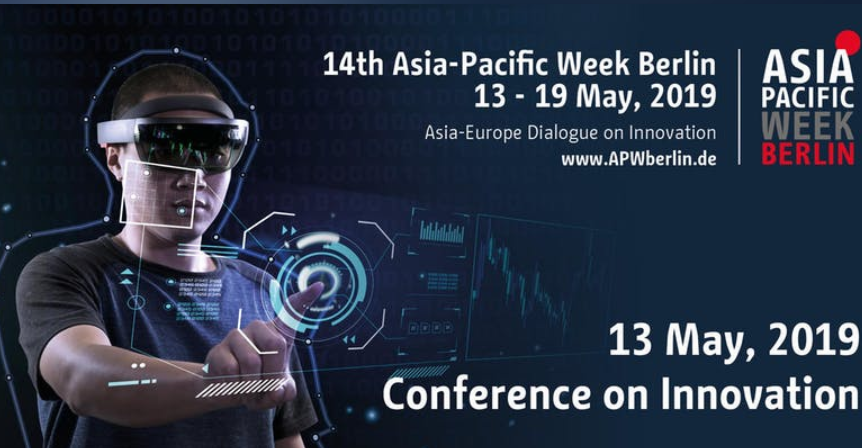 14th Asia-Pacific Week Berlin
13 - 19 May, 2019
Asia-Europe Dialogue on Innovation
www.APWberlin.de
ASIA
PACIFIC
WEEK
BERLIN
13 May, 2019
Conference on Innovation